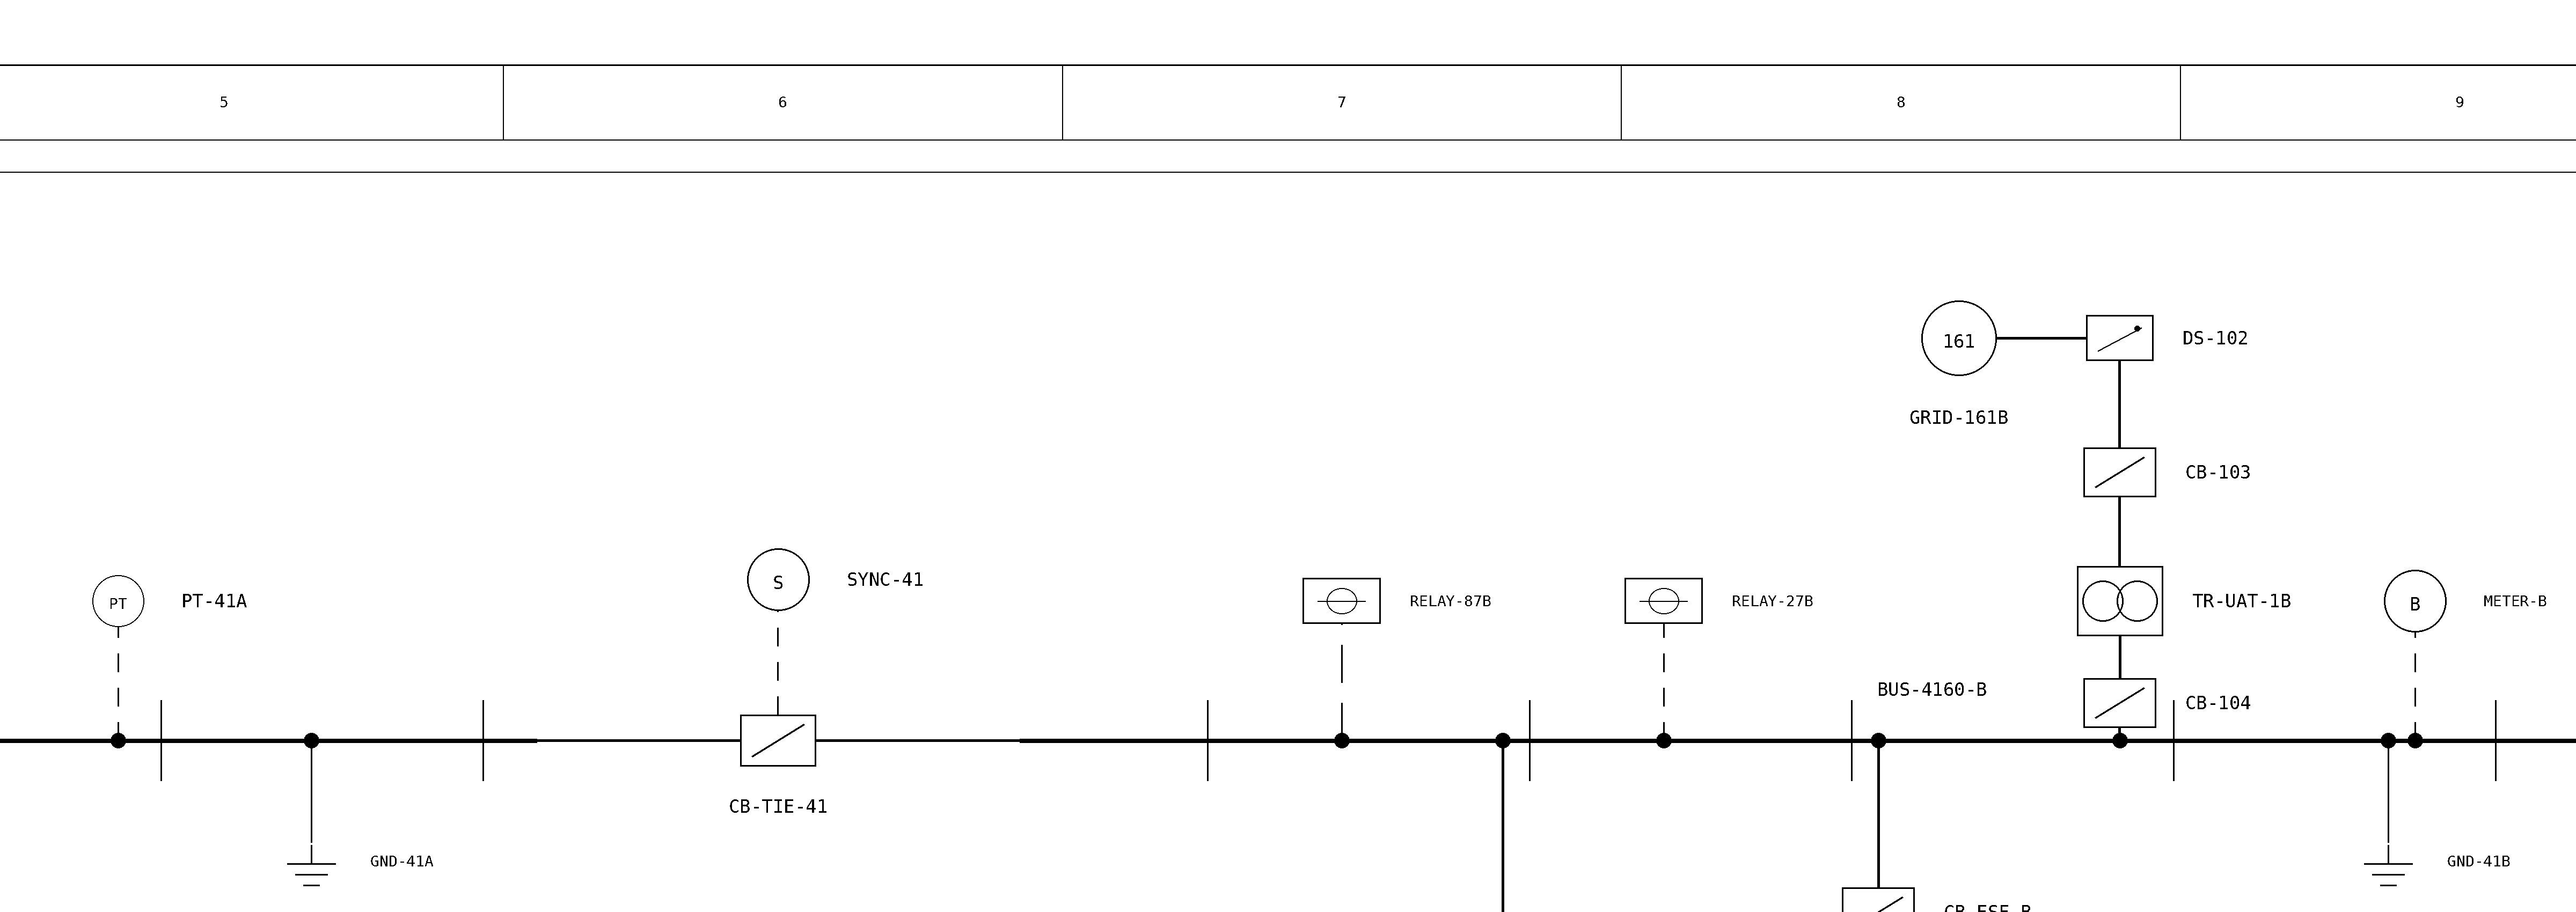 5 6 7 8 9
161
DS-102
GRID-161B
CB-103
S SYNC-41
PT PT-41A
RELAY-87B
RELAY-27B
TR-UAT-1B
B METER-B
BUS-4160-B
CB-104
CB-TIE-41
GND-41A
GND-41B